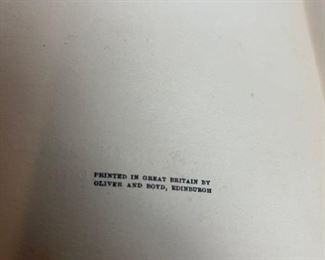 PRINTED IN GREAT BRITAIN BY
OLIVER AND BOYD, EDINBURGH